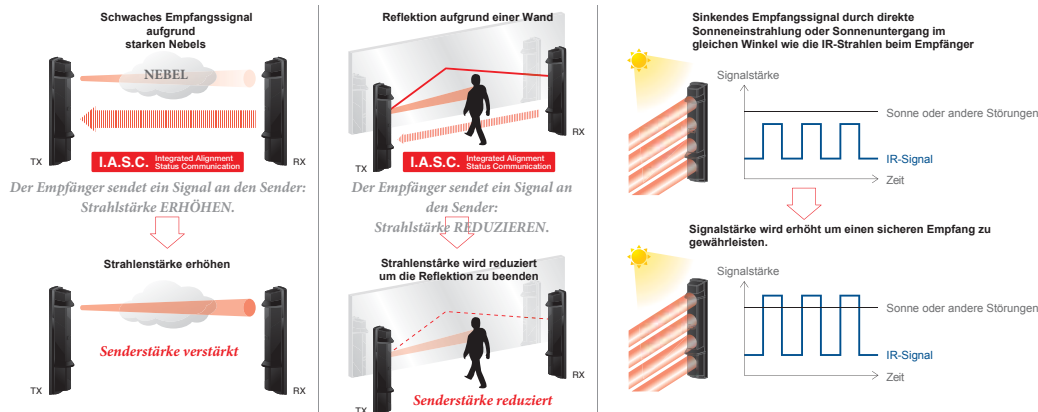 Schwaches Empfangssignal
aufgrund
starken Nebels
NEBEL
TX
RX
I.A.S.C. Integrated Alignment
Status Communication
Der Empfänger sendet ein Signal an den Sender:
Strahlstärke ERHÖHEN.
Strahlenstärke erhöhen
Senderstärke verstärkt
TX
RX
Reflektion aufgrund einer Wand
RX
TX
I.A.S.C. Integrated Alignment
Status Communication
Der Empfänger sendet ein Signal an
den Sender:
Strahlstärke REDUZIEREN.
Strahlenstärke wird reduziert
um die Reflektion zu beenden
RX
TX
Senderstärke reduziert
Sinkendes Empfangssignal durch direkte
Sonneneinstrahlung oder Sonnenuntergang im
gleichen Winkel wie die IR-Strahlen beim Empfänger
Signalstärke
Sonne oder andere Störungen
IR-Signal
Zeit
Signalstärke wird erhöht um einen sicheren Empfang zu
gewährleisten.
Signalstärke
Sonne oder andere Störungen
IR-Signal
Zeit